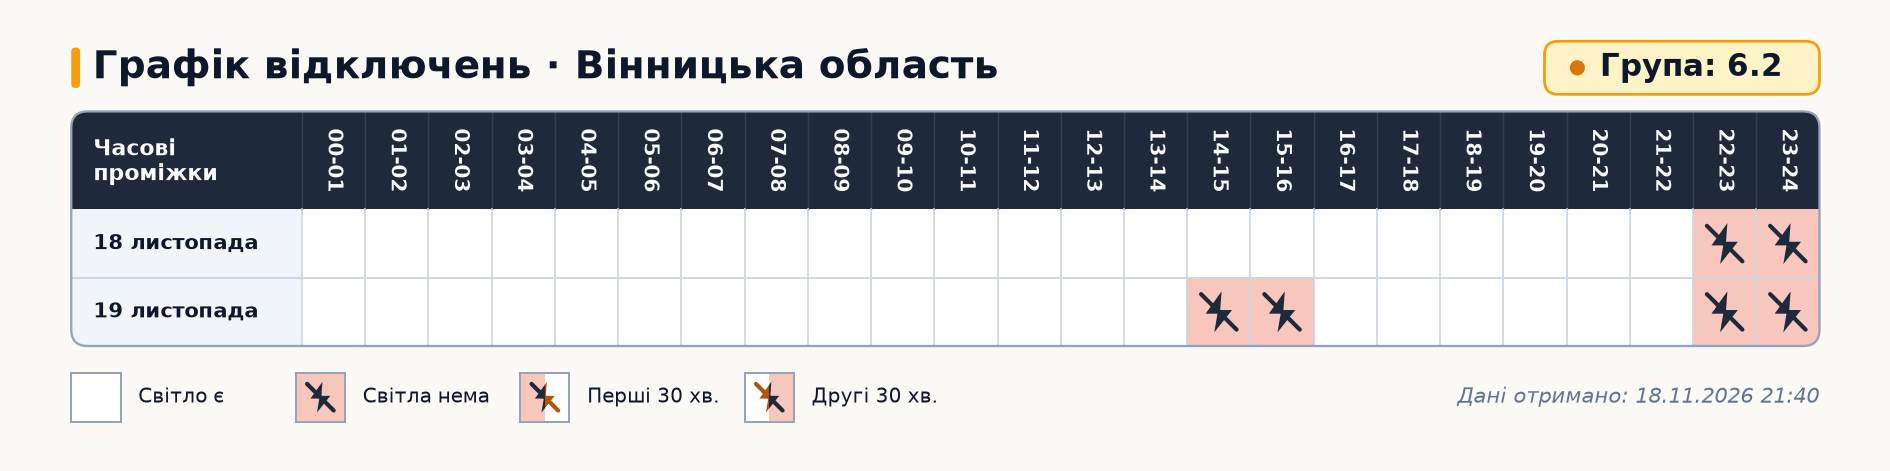 Графік відключень · Вінницька область
Група: 6.2
Часові
проміжки
00-01
01-02
02-03
03-04
04-05
05-06
06-07
07-08
08-09
09-10
10-11
11-12
12-13
13-14
14-15
15-16
16-17
17-18
18-19
19-20
20-21
21-22
22-23
23-24
18 листопада
19 листопада
Світло є
Світла нема
Перші 30 хв.
Другі 30 хв.
Дані отримано: 18.11.2026 21:40